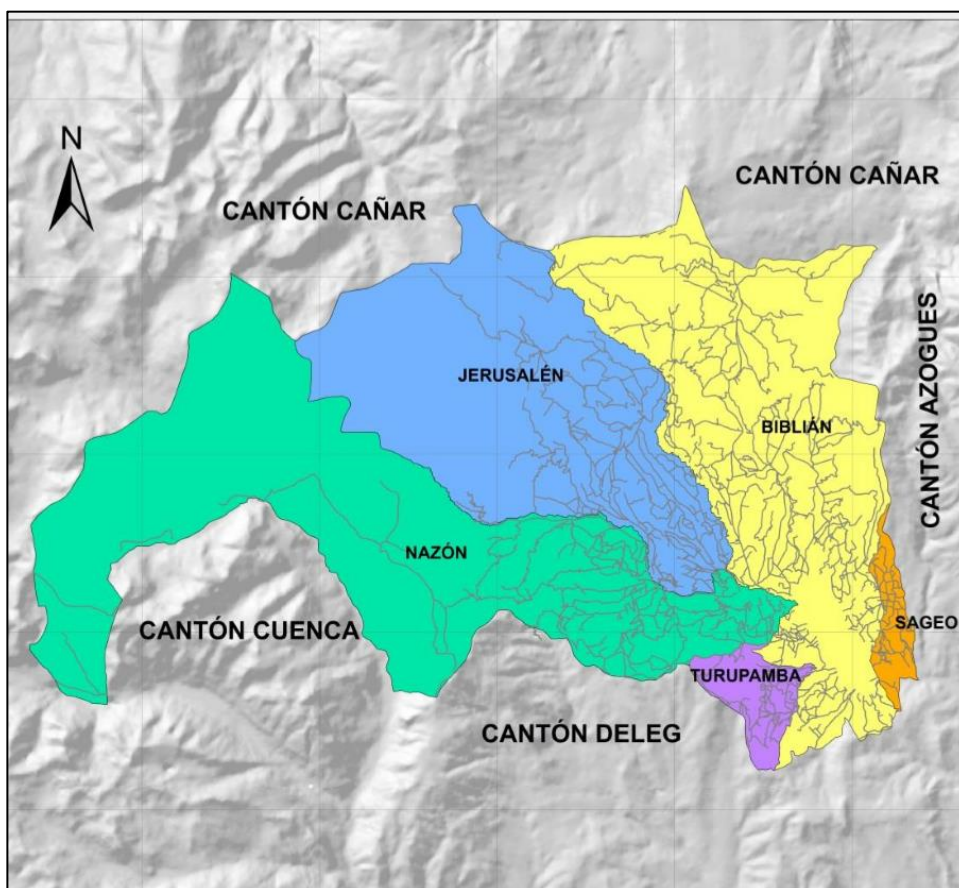 N
CANTÓN CAÑAR
CANTÓN CAÑAR
CANTÓN AZOGUES
JERUSALÉN
BIBLIÁN
NAZÓN
SAGEO
CANTÓN CUENCA
TURUPAMBA
CANTÓN DELEG